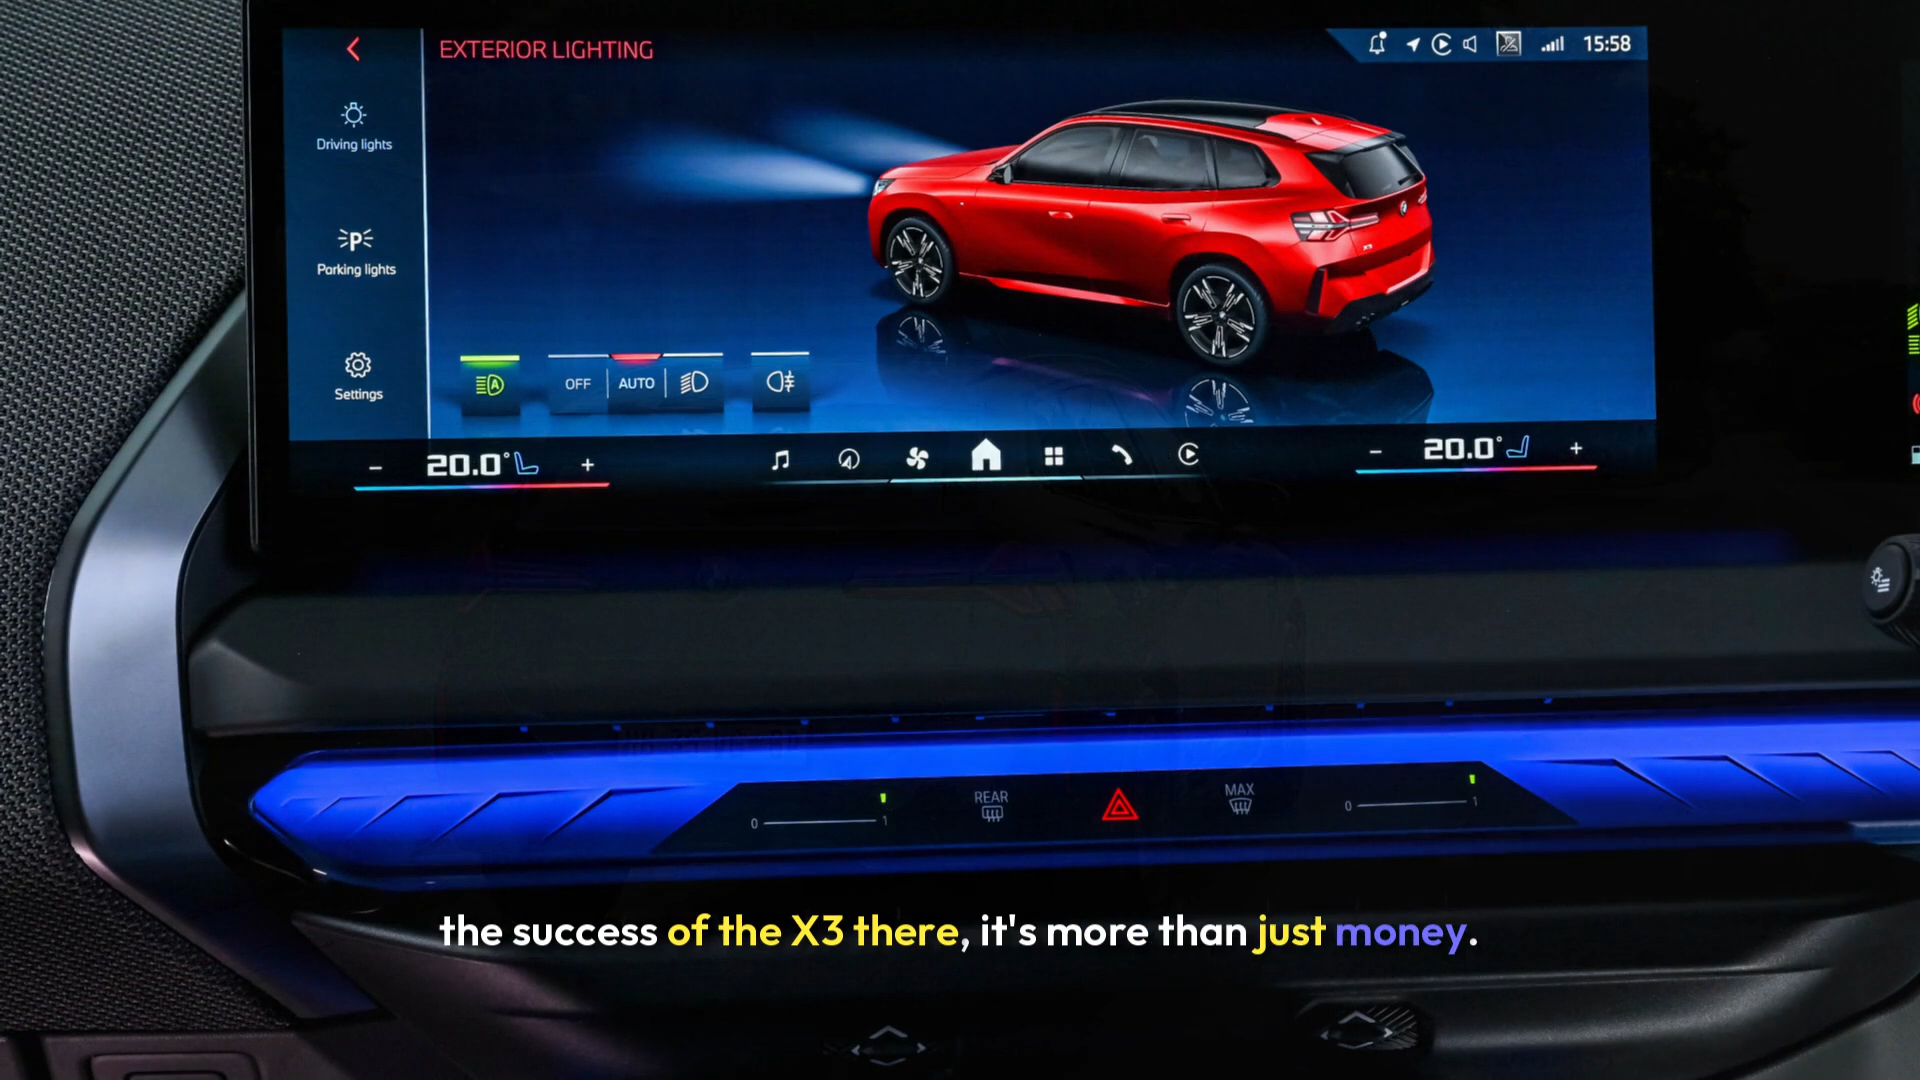 EXTERIOR LIGHTING
15:58
Driving lights
P
Parking lights
Settings
A
OFF AUTO
- 20.0° +
- 20.0° +
REAR
MAX
0 1
0 1
the success of the X3 there, it's more than just money.